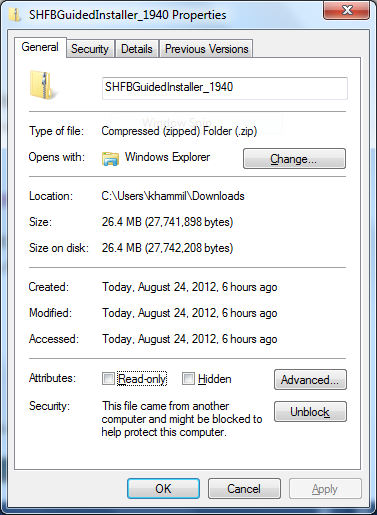 SHFBGuidedInstaller_1940 Properties
General Security Details Previous Versions
SHFBGuidedInstaller_1940
Window Snip
Type of file: Compressed (zipped) Folder (.zip)
Opens with: Windows Explorer Change...
Location: C:\Users\khammil\Downloads
Size: 26.4 MB (27,741,898 bytes)
Size on disk: 26.4 MB (27,742,208 bytes)
Created: Today, August 24, 2012, 6 hours ago
Modified: Today, August 24, 2012, 6 hours ago
Accessed: Today, August 24, 2012, 6 hours ago
Attributes: Read-only Hidden Advanced...
Security: This file came from another
computer and might be blocked to
help protect this computer.
Unblock
OK Cancel Apply